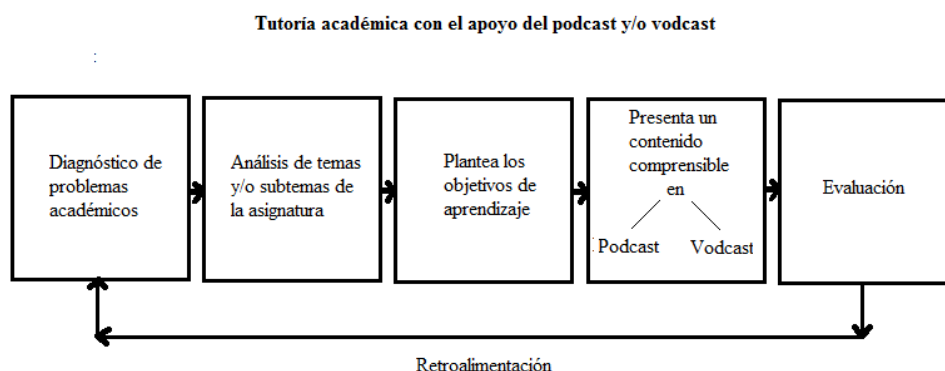 Tutoría académica con el apoyo del podcast y/o vodcast
:
Diagnóstico de
problemas
académicos
Análisis de temas
y/o subtemas de
la asignatura
Plantea los
objetivos de
aprendizaje
Presenta un
contenido
comprensible
en
Podcast
Vodcast
Evaluación
Retroalimentación